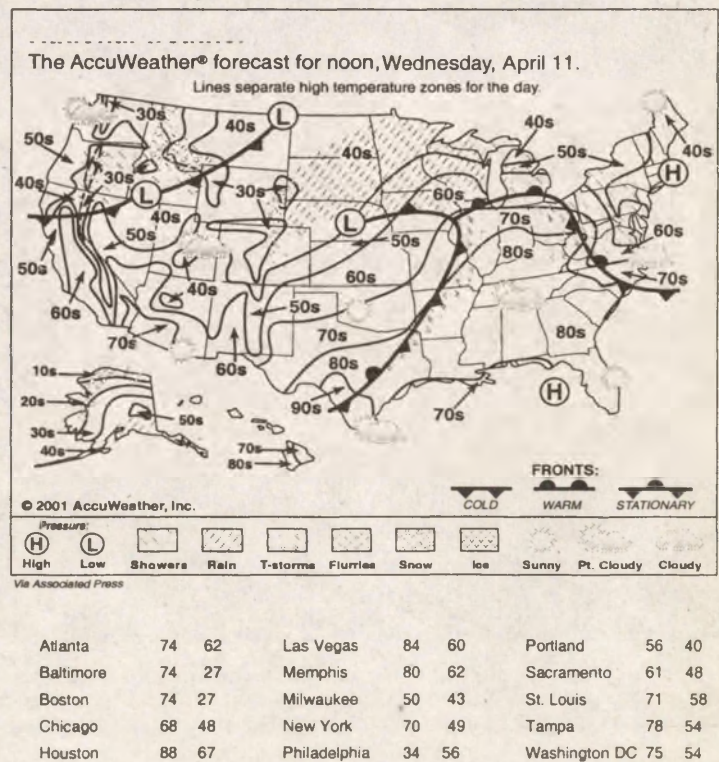 The AccuWeather® forecast for noon, Wednesday, April 11.
Lines separate high temperature zones for the day.
30s
40s
50s
40s
30s
40s
30s
40s
50s
40s
50s
60s
40s
50s
40s
60s
70s
50s
80s
60s
50s
60s
40s
50s
70s
70s
60s
70s
80s
80s
90s
70s
10s
20s
50s
30s
40s
70s
80s
L
L
L
H
H
FRONTS:
COLD WARM STATIONARY
© 2001 AccuWeather, Inc.
Pressure:
H L
High Low Showers Rain T-storms Flurries Snow Ice Sunny Pt. Cloudy Cloudy
Via Associated Press
Atlanta 74 62 Las Vegas 84 60 Portland 56 40
Baltimore 74 27 Memphis 80 62 Sacramento 61 48
Boston 74 27 Milwaukee 50 43 St. Louis 71 58
Chicago 68 48 New York 70 49 Tampa 78 54
Houston 88 67 Philadelphia 34 56 Washington DC 75 54